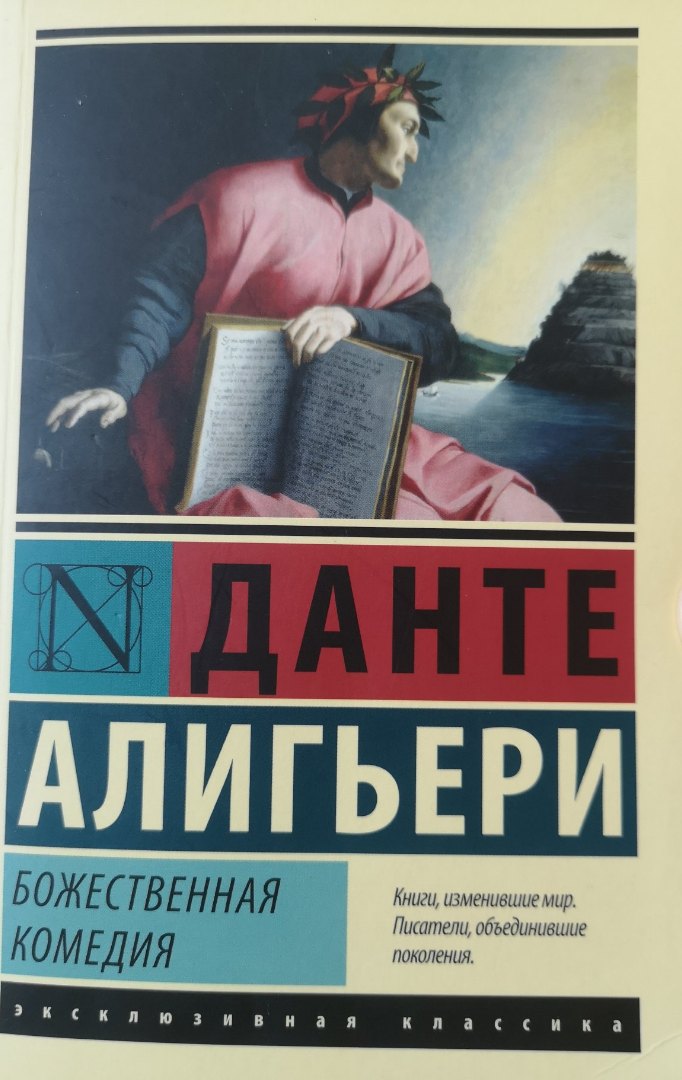 N ДАНТЕ
АЛИГЬЕРИ
БОЖЕСТВЕННАЯ
КОМЕДИЯ
Книги, изменившие мир.
Писатели, объединившие
поколения.
эксклюзивная классика